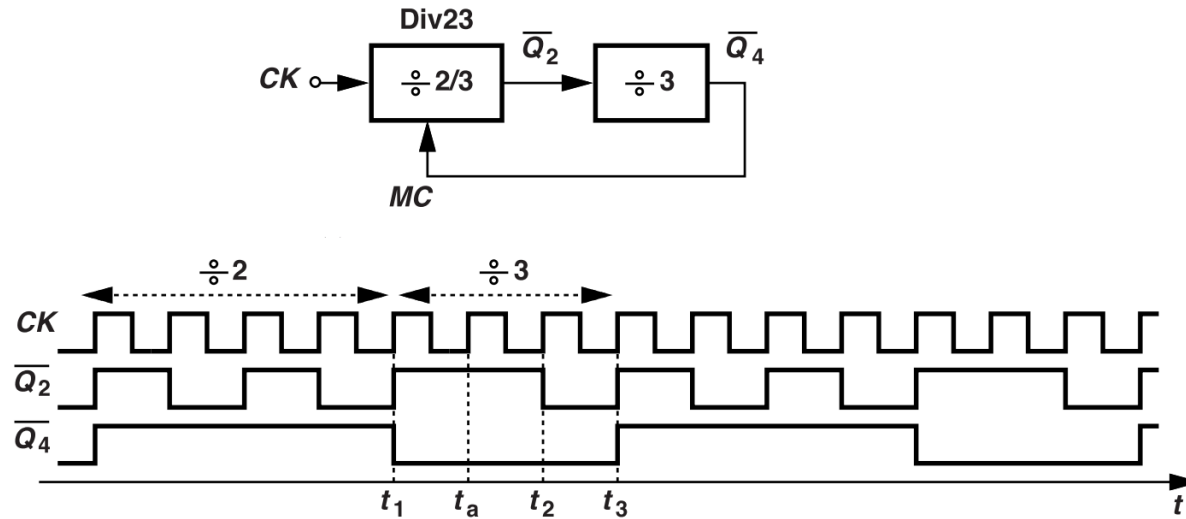 Div23
CK ÷ 2/3 Q̅₂ ÷ 3 Q̅₄
MC
÷ 2 ÷ 3
CK
Q̅₂
Q̅₄
t₁ tₐ t₂ t₃ t